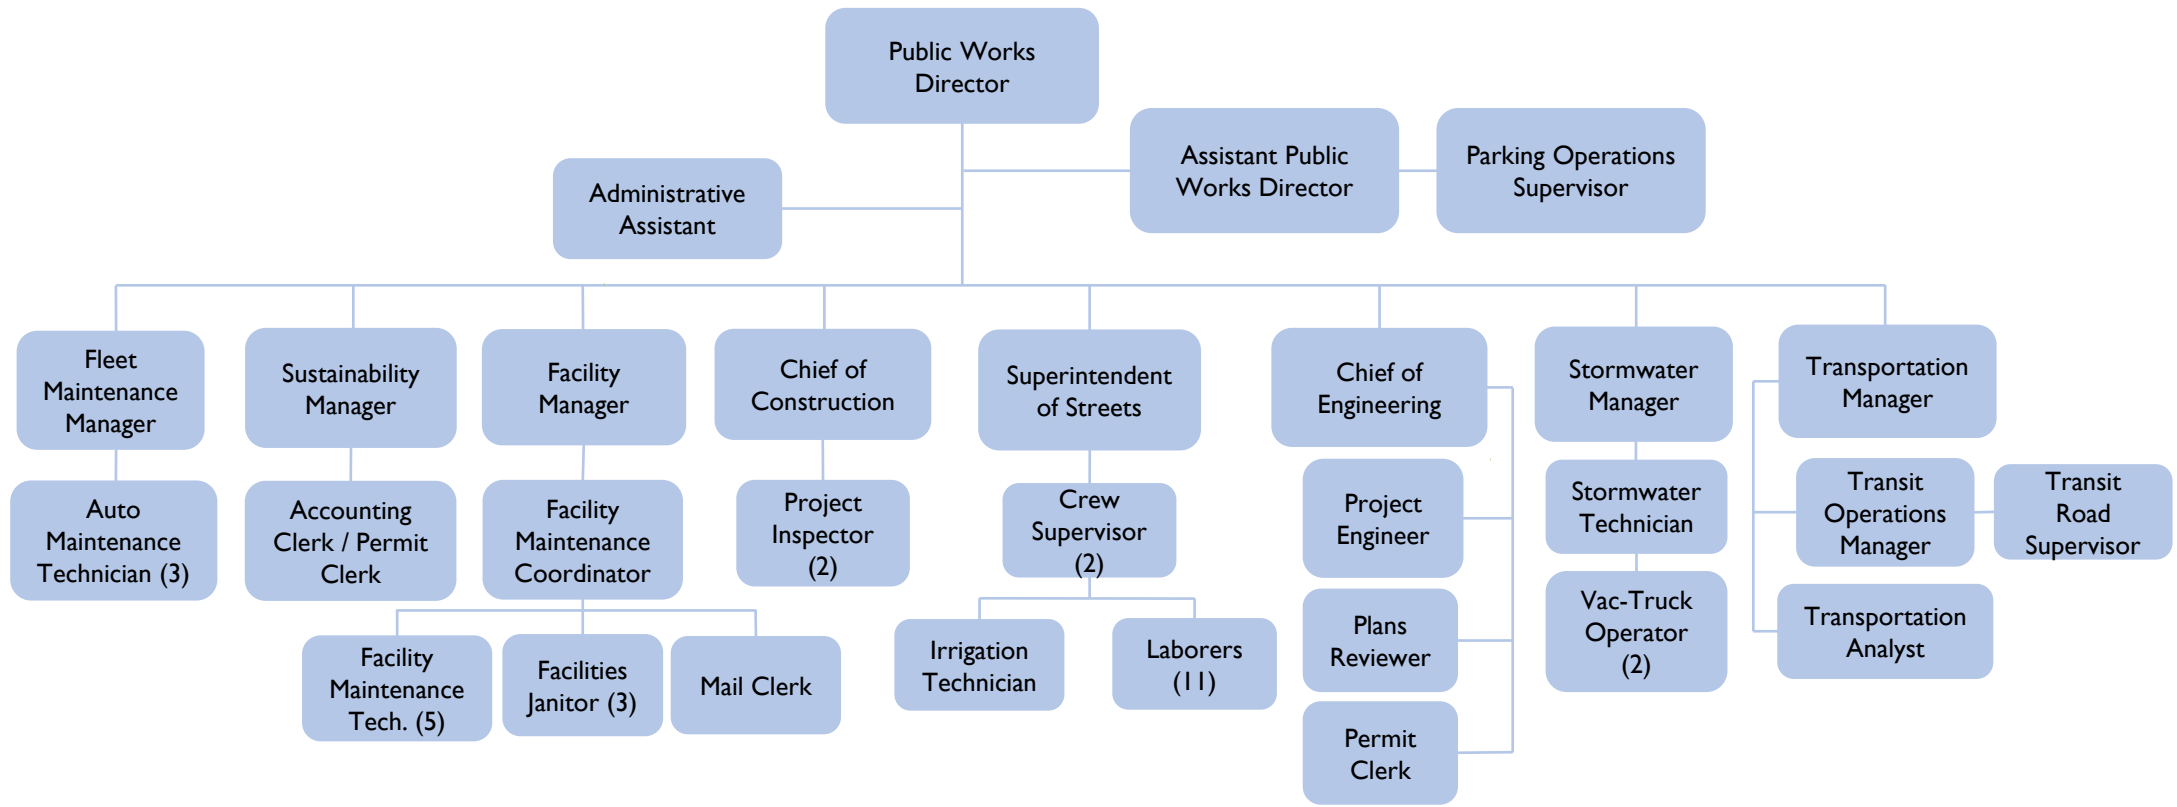 Public Works
Director
Assistant Public
Works Director
Parking Operations
Supervisor
Administrative
Assistant
Fleet
Maintenance
Manager
Sustainability
Manager
Facility
Manager
Chief of
Construction
Superintendent
of Streets
Chief of
Engineering
Stormwater
Manager
Transportation
Manager
Auto
Maintenance
Technician (3)
Accounting
Clerk / Permit
Clerk
Facility
Maintenance
Coordinator
Project
Inspector
(2)
Crew
Supervisor
(2)
Project
Engineer
Stormwater
Technician
Transit
Operations
Manager
Transit
Road
Supervisor
Facility
Maintenance
Tech. (5)
Facilities
Janitor (3)
Mail Clerk
Irrigation
Technician
Laborers
(11)
Plans
Reviewer
Vac-Truck
Operator
(2)
Transportation
Analyst
Permit
Clerk